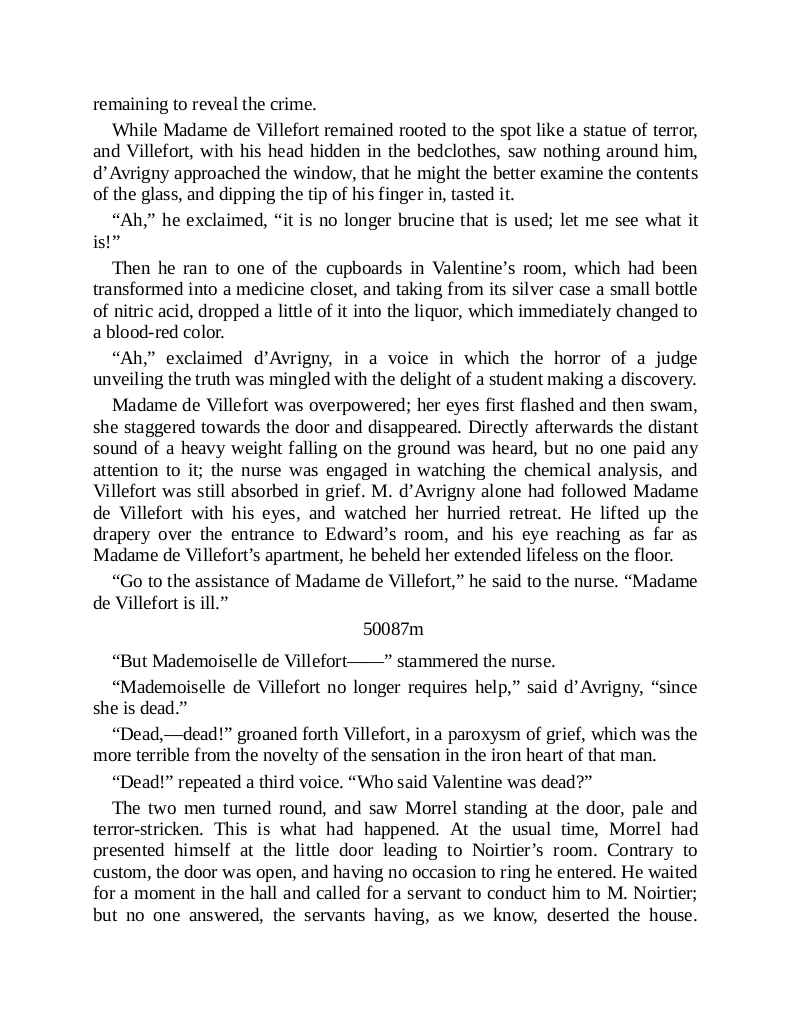 remaining to reveal the crime.
While Madame de Villefort remained rooted to the spot like a statue of terror,
and Villefort, with his head hidden in the bedclothes, saw nothing around him,
d’Avrigny approached the window, that he might the better examine the contents
of the glass, and dipping the tip of his finger in, tasted it.
“Ah,” he exclaimed, “it is no longer brucine that is used; let me see what it
is!”
Then he ran to one of the cupboards in Valentine’s room, which had been
transformed into a medicine closet, and taking from its silver case a small bottle
of nitric acid, dropped a little of it into the liquor, which immediately changed to
a blood-red color.
“Ah,” exclaimed d’Avrigny, in a voice in which the horror of a judge
unveiling the truth was mingled with the delight of a student making a discovery.
Madame de Villefort was overpowered; her eyes first flashed and then swam,
she staggered towards the door and disappeared. Directly afterwards the distant
sound of a heavy weight falling on the ground was heard, but no one paid any
attention to it; the nurse was engaged in watching the chemical analysis, and
Villefort was still absorbed in grief. M. d’Avrigny alone had followed Madame
de Villefort with his eyes, and watched her hurried retreat. He lifted up the
drapery over the entrance to Edward’s room, and his eye reaching as far as
Madame de Villefort’s apartment, he beheld her extended lifeless on the floor.
“Go to the assistance of Madame de Villefort,” he said to the nurse. “Madame
de Villefort is ill.”
50087m
“But Mademoiselle de Villefort——” stammered the nurse.
“Mademoiselle de Villefort no longer requires help,” said d’Avrigny, “since
she is dead.”
“Dead,—dead!” groaned forth Villefort, in a paroxysm of grief, which was the
more terrible from the novelty of the sensation in the iron heart of that man.
“Dead!” repeated a third voice. “Who said Valentine was dead?”
The two men turned round, and saw Morrel standing at the door, pale and
terror-stricken. This is what had happened. At the usual time, Morrel had
presented himself at the little door leading to Noirtier’s room. Contrary to
custom, the door was open, and having no occasion to ring he entered. He waited
for a moment in the hall and called for a servant to conduct him to M. Noirtier;
but no one answered, the servants having, as we know, deserted the house.